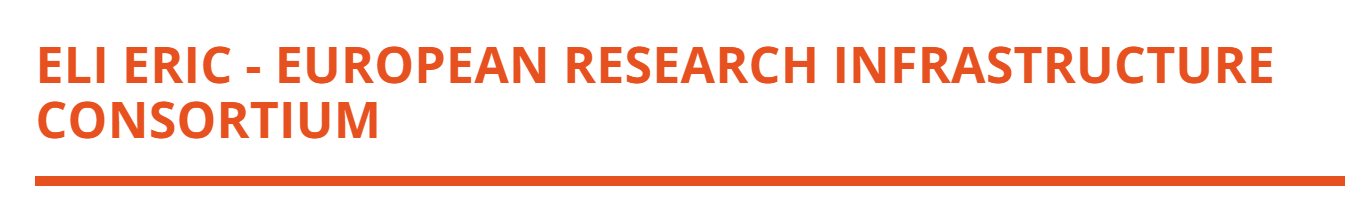 ELI ERIC - EUROPEAN RESEARCH INFRASTRUCTURE
CONSORTIUM